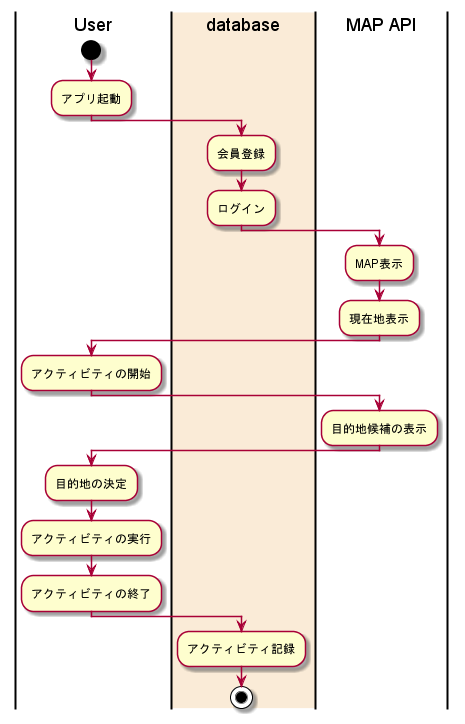 User
database
MAP API
アプリ起動
会員登録
ログイン
MAP表示
現在地表示
アクティビティの開始
目的地候補の表示
目的地の決定
アクティビティの実行
アクティビティの終了
アクティビティ記録